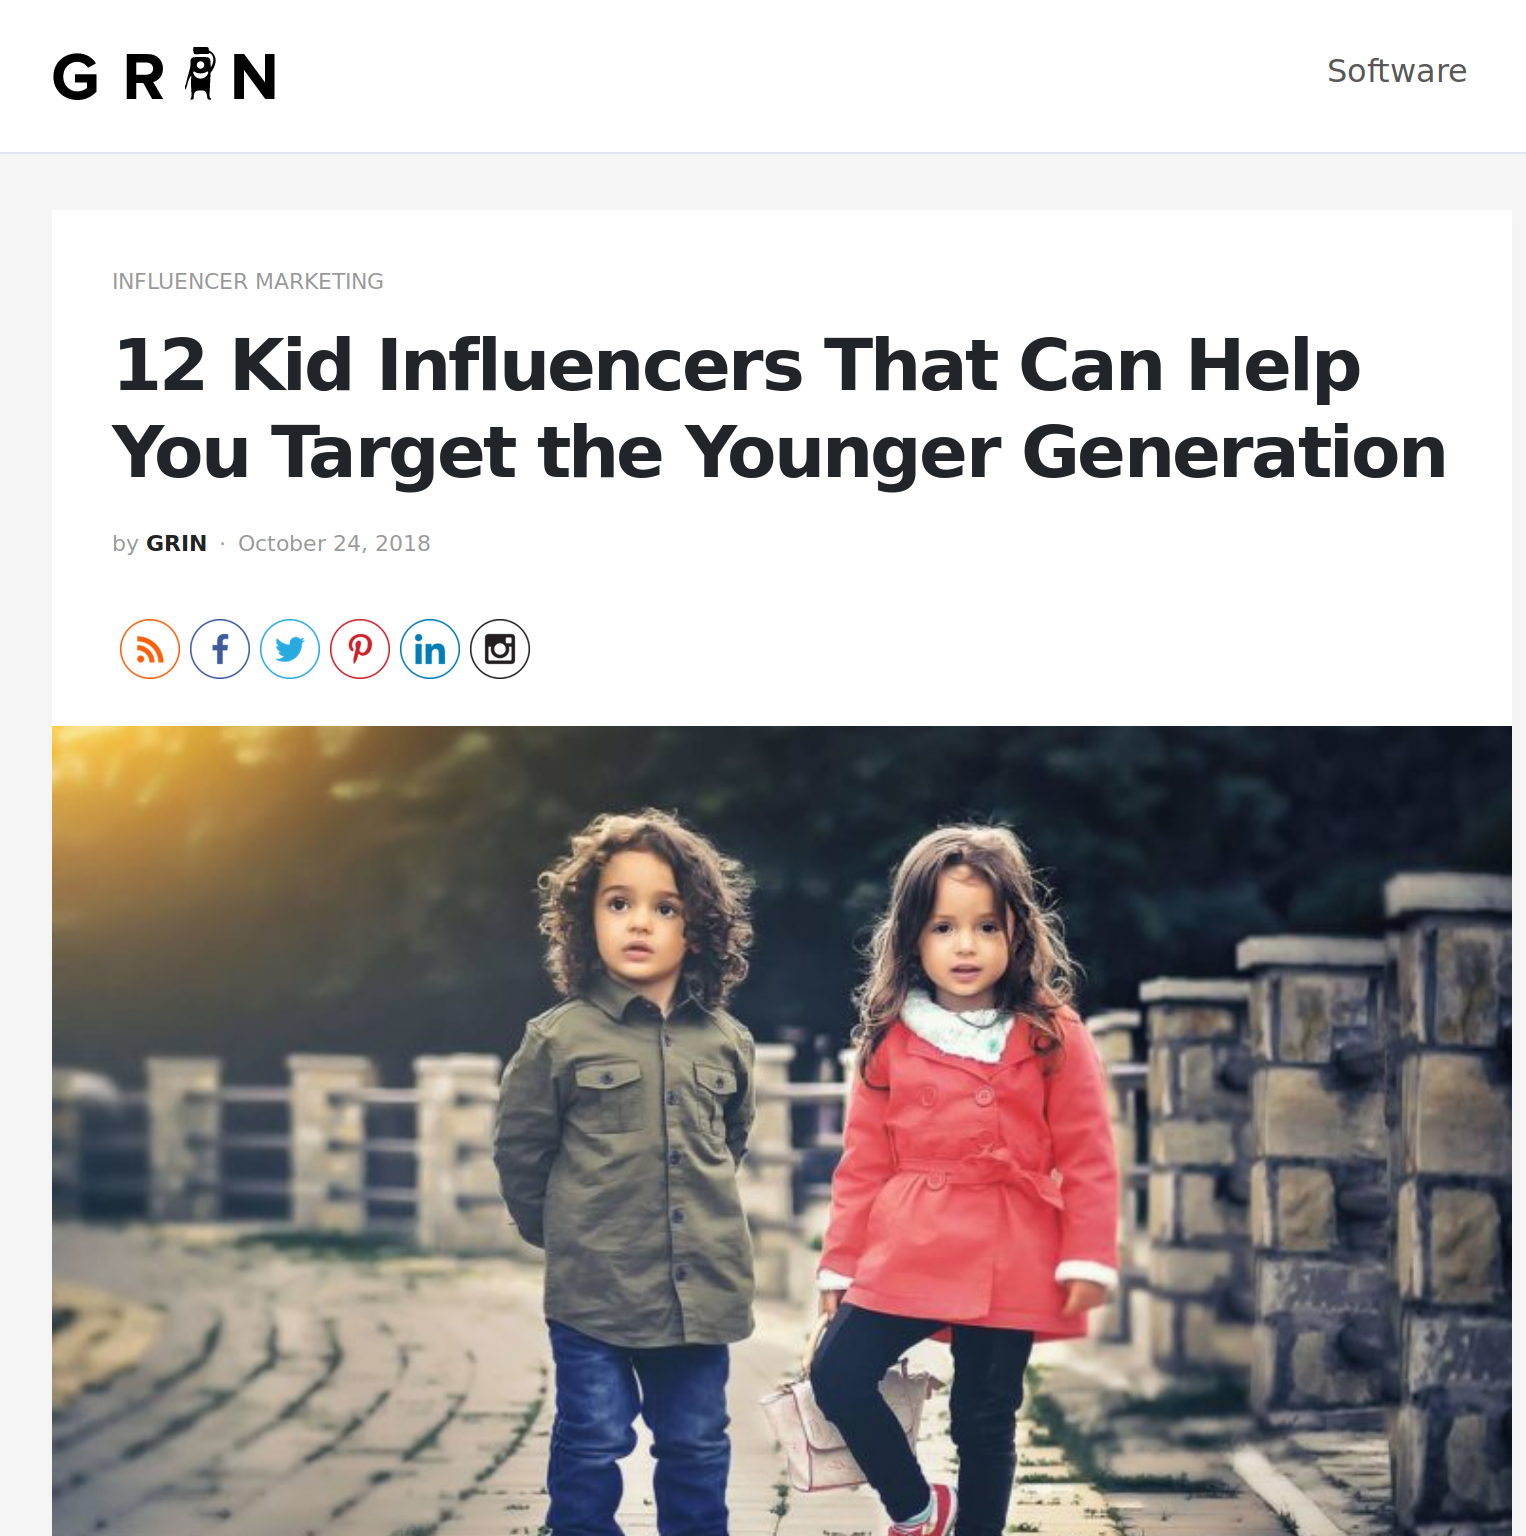 GRIN
Software
INFLUENCER MARKETING
12 Kid Influencers That Can Help
You Target the Younger Generation
by GRIN · October 24, 2018
in